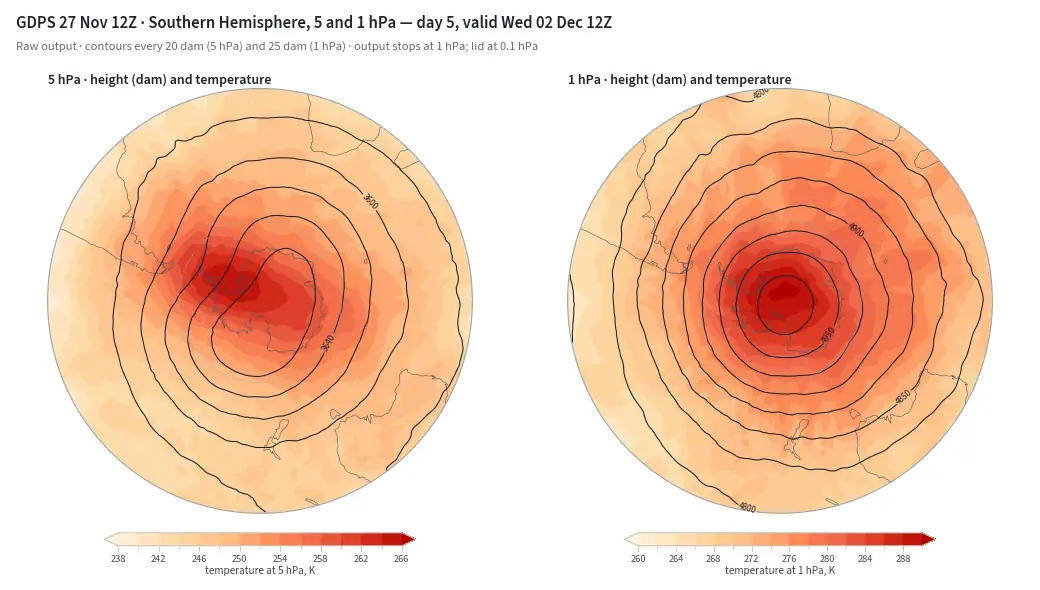 GDPS 27 Nov 12Z · Southern Hemisphere, 5 and 1 hPa — day 5, valid Wed 02 Dec 12Z
Raw output · contours every 20 dam (5 hPa) and 25 dam (1 hPa) · output stops at 1 hPa; lid at 0.1 hPa
5 hPa · height (dam) and temperature
1 hPa · height (dam) and temperature
4800
3600
4900
3640
4950
4850
4800
238 242 246 250 254 258 262 266
temperature at 5 hPa, K
260 264 268 272 276 280 284 288
temperature at 1 hPa, K